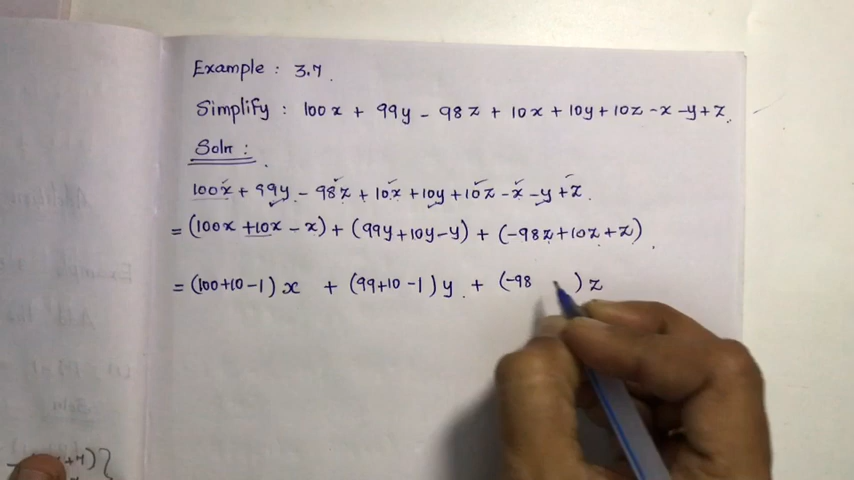 Example : 3.7.
Simplify : 100x + 99y - 98z + 10x + 10y + 10z - x - y + z.
Soln :
100x + 99y - 98z + 10x + 10y + 10z - x - y + z.
= (100x + 10x - x) + (99y + 10y - y) + (-98z + 10z + z).
= (100+10-1) x + (99+10-1) y + (-98 ) z